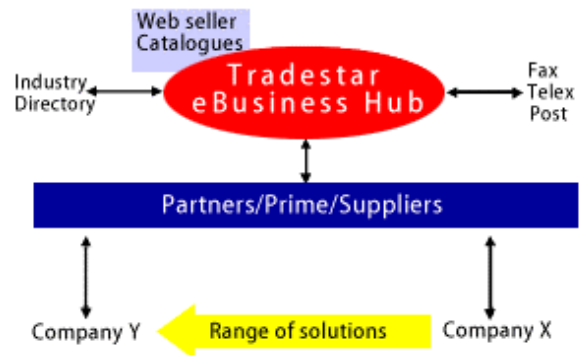 Web seller
Catalogues
Tradestar
eBusiness Hub
Industry
Directory
Fax
Telex
Post
Partners/Prime/Suppliers
Company Y
Range of solutions
Company X